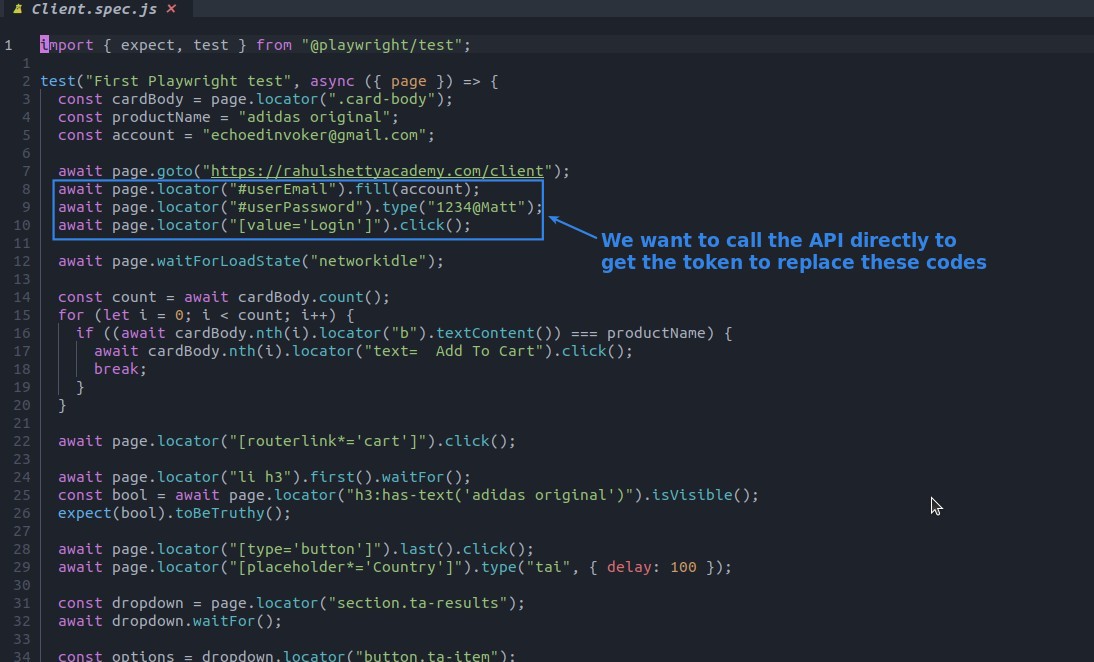 Client.spec.js ×
1 import { expect, test } from "@playwright/test";
1
2 test("First Playwright test", async ({ page }) => {
3 const cardBody = page.locator(".card-body");
4 const productName = "adidas original";
5 const account = "echoedinvoker@gmail.com";
6
7 await page.goto("https://rahulshettyacademy.com/client");
8 await page.locator("#userEmail").fill(account);
9 await page.locator("#userPassword").type("1234@Matt");
10 await page.locator("[value='Login']").click();
11
We want to call the API directly to
get the token to replace these codes
12 await page.waitForLoadState("networkidle");
13
14 const count = await cardBody.count();
15 for (let i = 0; i < count; i++) {
16 if ((await cardBody.nth(i).locator("b").textContent()) === productName) {
17 await cardBody.nth(i).locator("text=  Add To Cart").click();
18 break;
19 }
20 }
21
22 await page.locator("[routerlink*='cart']").click();
23
24 await page.locator("li h3").first().waitFor();
25 const bool = await page.locator("h3:has-text('adidas original')").isVisible();
26 expect(bool).toBeTruthy();
27
28 await page.locator("[type='button']").last().click();
29 await page.locator("[placeholder*='Country']").type("tai", { delay: 100 });
30
31 const dropdown = page.locator("section.ta-results");
32 await dropdown.waitFor();
33
34 const options = dropdown.locator("button.ta-item");